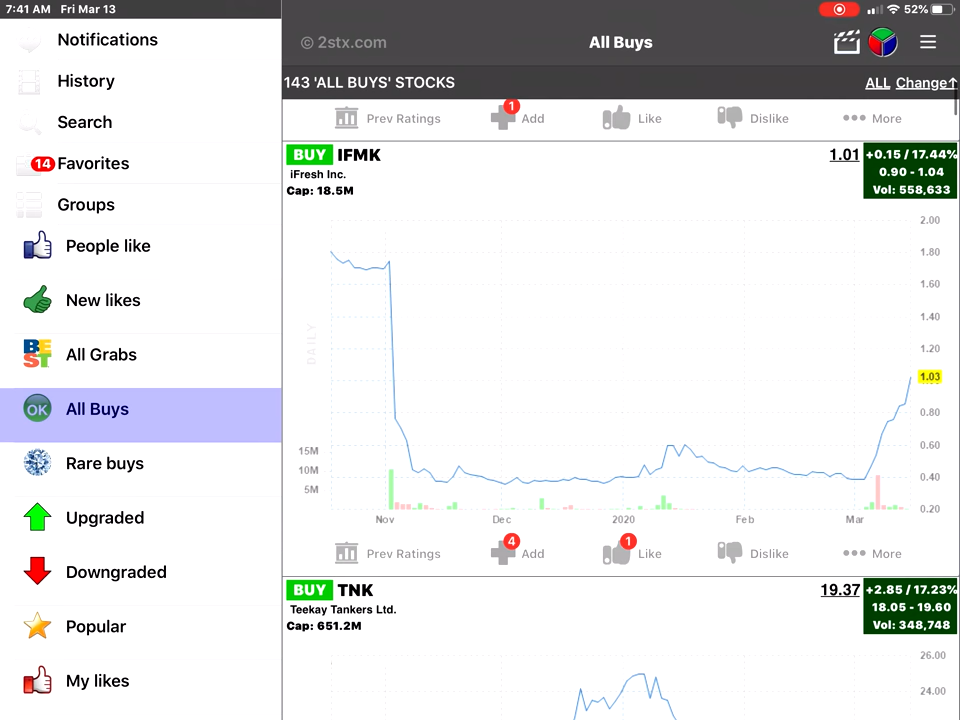 7:41 AM Fri Mar 13
52%
Notifications
History
Search
14 Favorites
Groups
People like
New likes
BEST All Grabs
OK All Buys
Rare buys
Upgraded
Downgraded
Popular
My likes
© 2stx.com
All Buys
143 'ALL BUYS' STOCKS
ALL Change↑
Prev Ratings 1 Add Like Dislike More
BUY IFMK
iFresh Inc.
Cap: 18.5M
1.01
+0.15 / 17.44%
0.90 - 1.04
Vol: 558,633
2.00
1.80
1.60
1.40
1.20
1.03
0.80
0.60
0.40
0.20
DAILY
15M
10M
5M
Nov Dec 2020 Feb Mar
Prev Ratings 4 Add 1 Like Dislike More
BUY TNK
Teekay Tankers Ltd.
Cap: 651.2M
19.37
+2.85 / 17.23%
18.05 - 19.60
Vol: 348,748
26.00
24.00